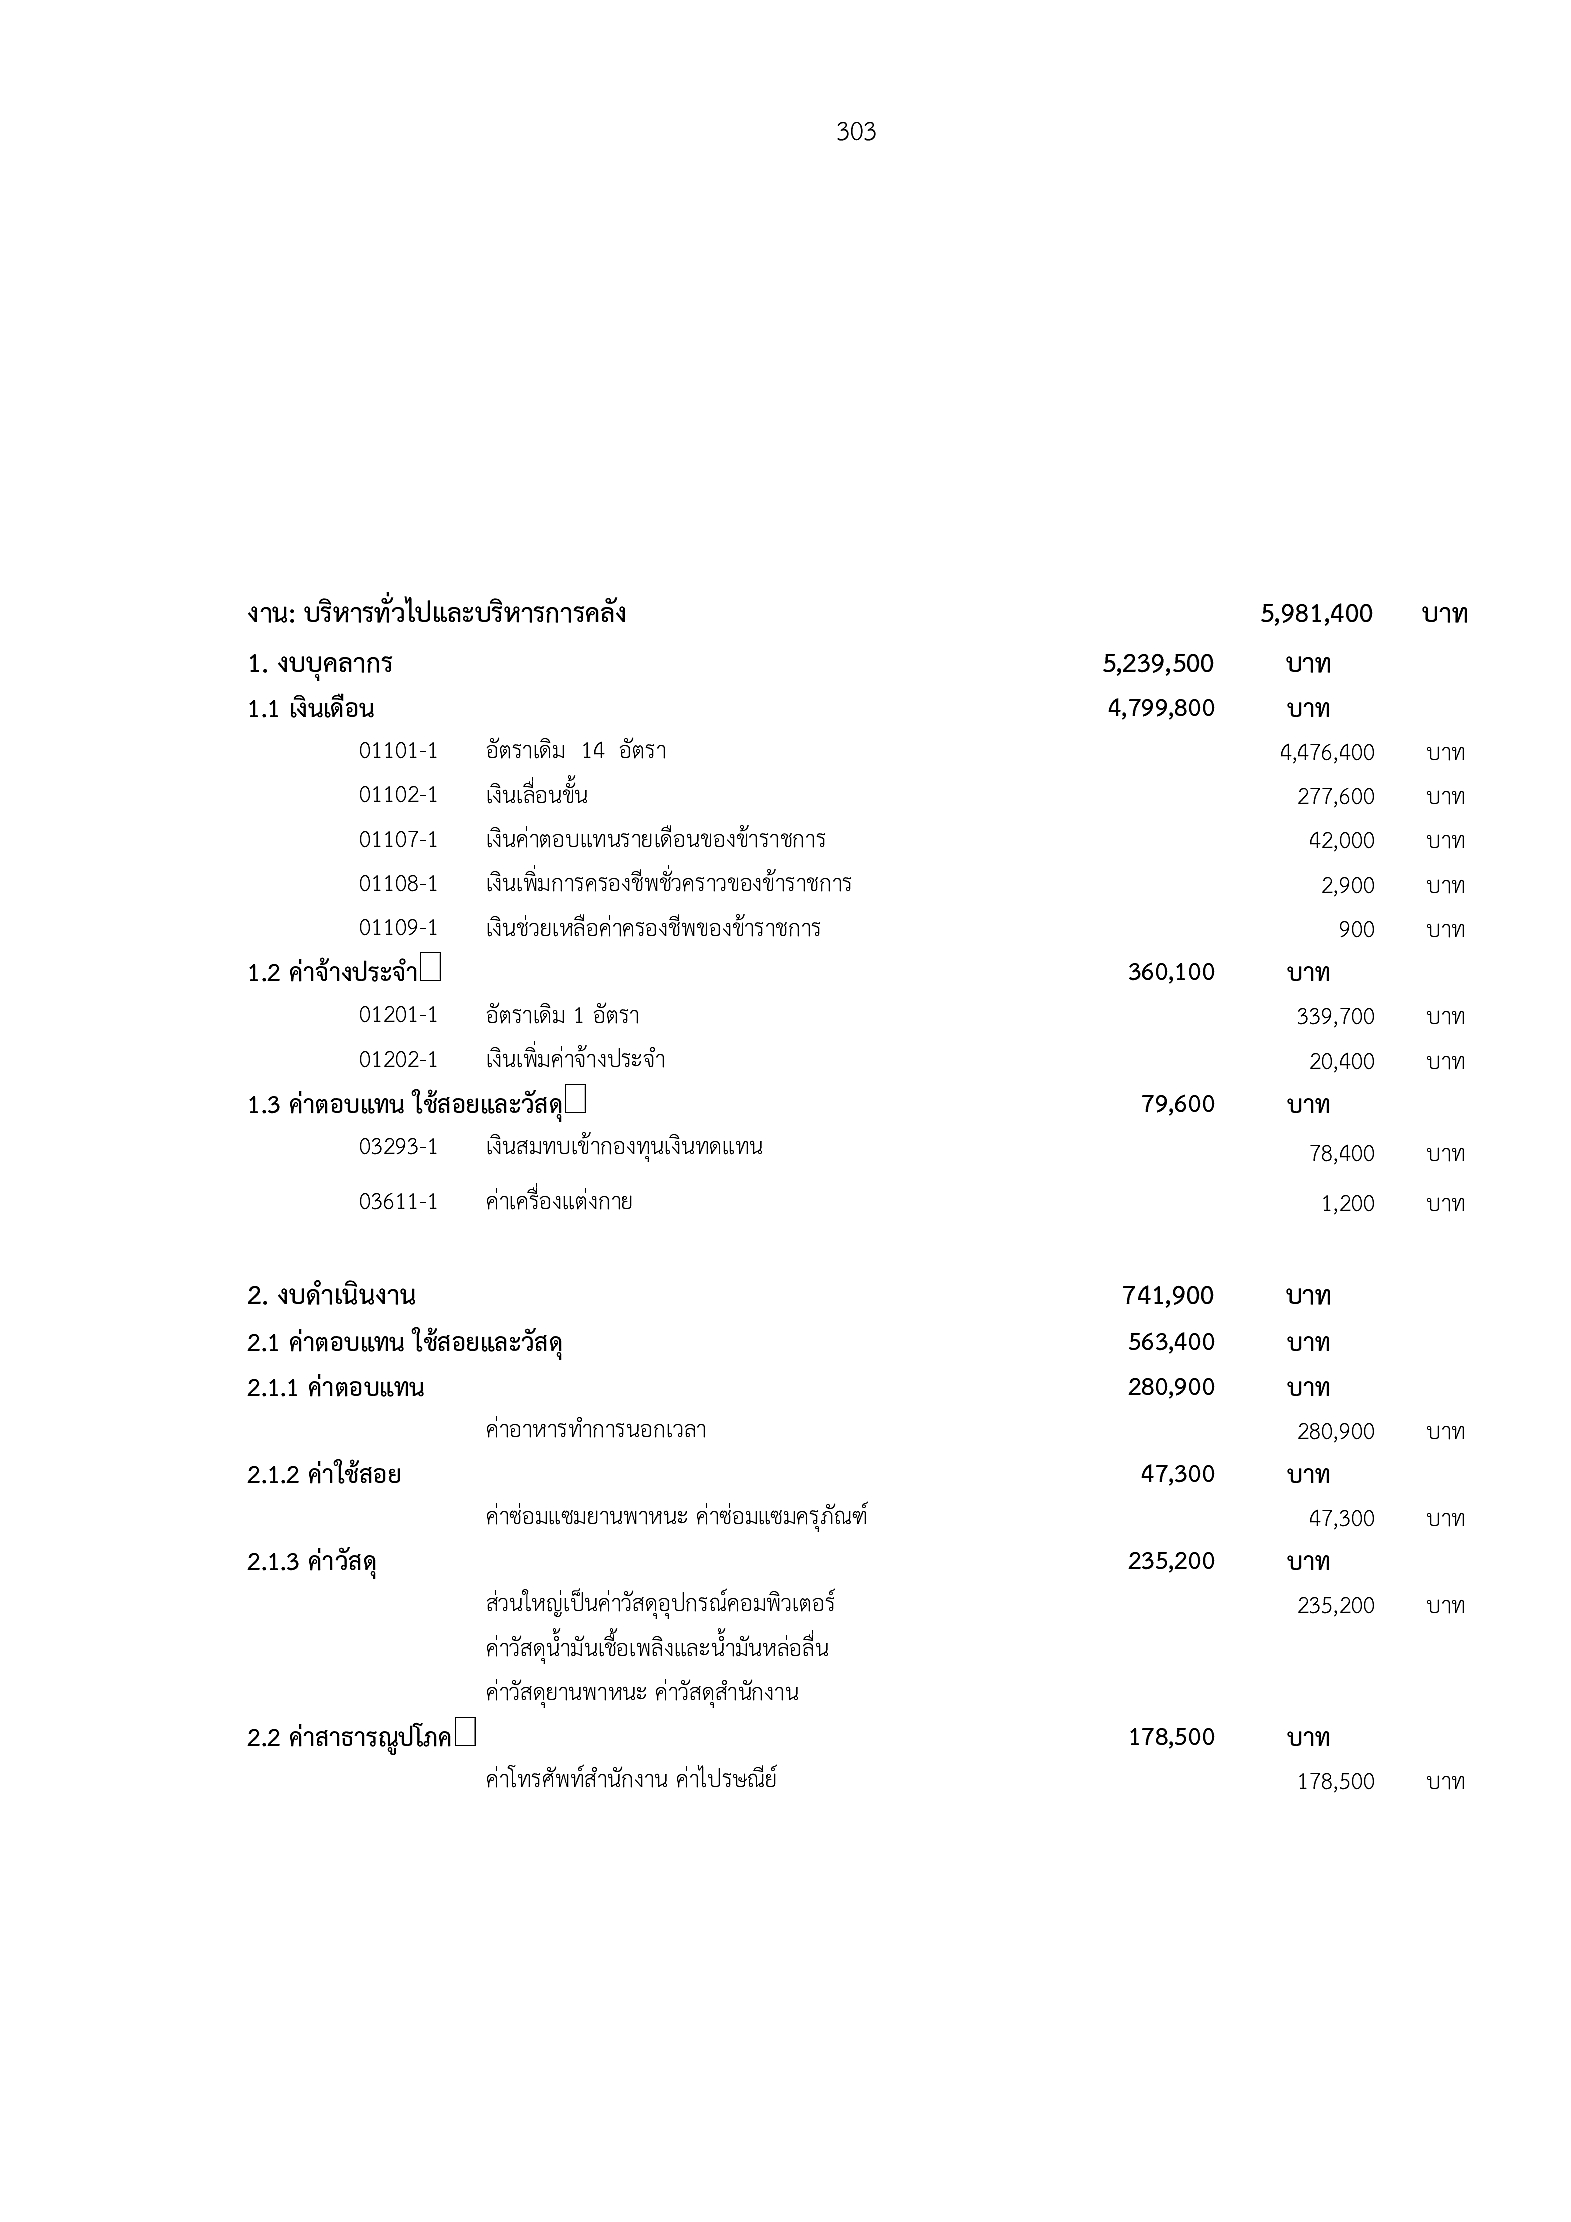 303
งาน: บริหารทั่วไปและบริหารการคลัง 5,981,400 บาท
1. งบบุคลากร 5,239,500 บาท
1.1 เงินเดือน 4,799,800 บาท
01101-1 อัตราเดิม 14 อัตรา 4,476,400 บาท
01102-1 เงินเลื่อนขั้น 277,600 บาท
01107-1 เงินค่าตอบแทนรายเดือนของข้าราชการ 42,000 บาท
01108-1 เงินเพิ่มการครองชีพชั่วคราวของข้าราชการ 2,900 บาท
01109-1 เงินช่วยเหลือค่าครองชีพของข้าราชการ 900 บาท
1.2 ค่าจ้างประจำ 360,100 บาท
01201-1 อัตราเดิม 1 อัตรา 339,700 บาท
01202-1 เงินเพิ่มค่าจ้างประจำ 20,400 บาท
1.3 ค่าตอบแทน ใช้สอยและวัสดุ 79,600 บาท
03293-1 เงินสมทบเข้ากองทุนเงินทดแทน 78,400 บาท
03611-1 ค่าเครื่องแต่งกาย 1,200 บาท
2. งบดำเนินงาน 741,900 บาท
2.1 ค่าตอบแทน ใช้สอยและวัสดุ 563,400 บาท
2.1.1 ค่าตอบแทน 280,900 บาท
ค่าอาหารทำการนอกเวลา 280,900 บาท
2.1.2 ค่าใช้สอย 47,300 บาท
ค่าซ่อมแซมยานพาหนะ ค่าซ่อมแซมครุภัณฑ์ 47,300 บาท
2.1.3 ค่าวัสดุ 235,200 บาท
ส่วนใหญ่เป็นค่าวัสดุอุปกรณ์คอมพิวเตอร์ 235,200 บาท
ค่าวัสดุน้ำมันเชื้อเพลิงและน้ำมันหล่อลื่น
ค่าวัสดุยานพาหนะ ค่าวัสดุสำนักงาน
2.2 ค่าสาธารณูปโภค 178,500 บาท
ค่าโทรศัพท์สำนักงาน ค่าไปรษณีย์ 178,500 บาท